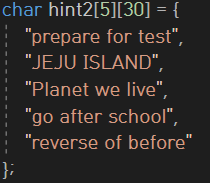 char hint2[5][30] = {
"prepare for test",
"JEJU ISLAND",
"Planet we live",
"go after school",
"reverse of before"
};